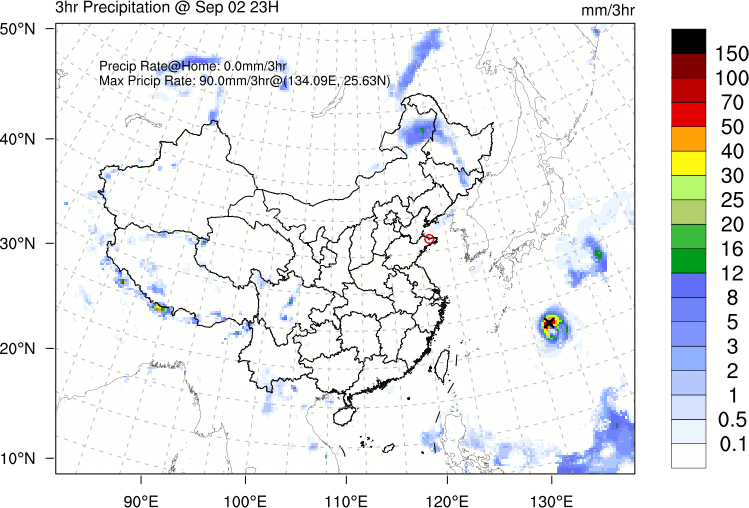 3hr Precipitation @ Sep 02 23H
mm/3hr
50°N
Precip Rate@Home: 0.0mm/3hr
Max Pricip Rate: 90.0mm/3hr@(134.09E, 25.63N)
40°N
30°N
20°N
10°N
90°E 100°E 110°E 120°E 130°E
150
100
70
50
40
30
25
20
16
12
8
5
3
2
1
0.5
0.1